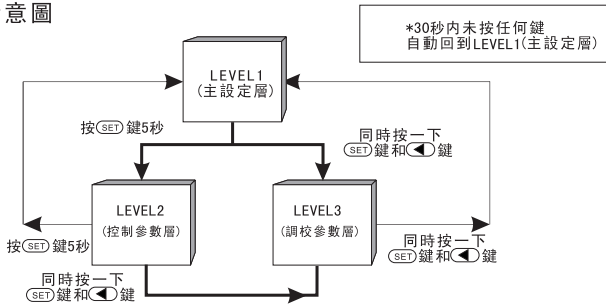 意圖
*30秒内未按任何鍵
自動回到LEVEL1(主設定層)
LEVEL1
(主設定層)
按SET鍵5秒
同時按一下
SET鍵和◀鍵
LEVEL2
(控制參數層)
LEVEL3
(調校參數層)
按SET鍵5秒
同時按一下
SET鍵和◀鍵
同時按一下
SET鍵和◀鍵